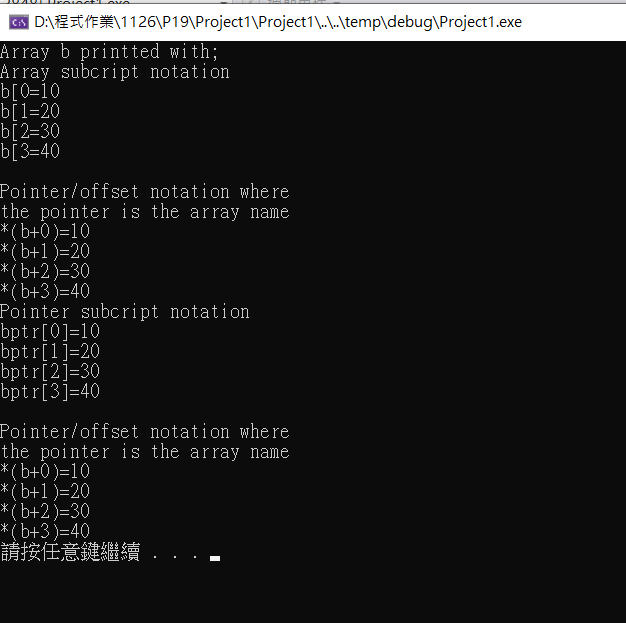 D:\程式作業\1126\P19\Project1\Project1\..\..\temp\debug\Project1.exe
Array b printted with;
Array subcript notation
b[0=10
b[1=20
b[2=30
b[3=40
Pointer/offset notation where
the pointer is the array name
*(b+0)=10
*(b+1)=20
*(b+2)=30
*(b+3)=40
Pointer subcript notation
bptr[0]=10
bptr[1]=20
bptr[2]=30
bptr[3]=40
Pointer/offset notation where
the pointer is the array name
*(b+0)=10
*(b+1)=20
*(b+2)=30
*(b+3)=40
請按任意鍵繼續 . . .